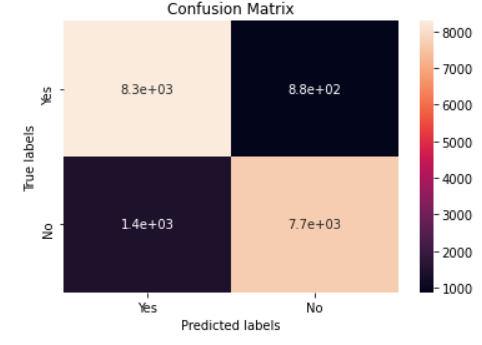 Confusion Matrix
Yes
8.3e+03
8.8e+02
No
1.4e+03
7.7e+03
True labels
Yes
No
Predicted labels
8000
7000
6000
5000
4000
3000
2000
1000